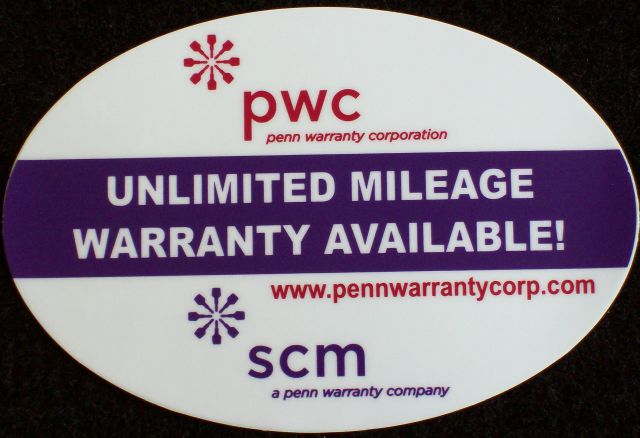 pwc
penn warranty corporation
UNLIMITED MILEAGE
WARRANTY AVAILABLE!
www.pennwarrantycorp.com
scm
a penn warranty company